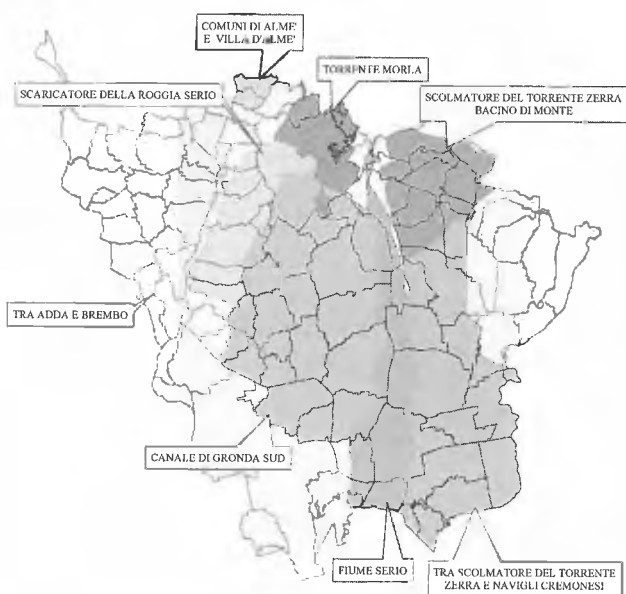 COMUNI DI ALME'
E VILLA D'ALME'
TORRENTE MORLA
SCARICATORE DELLA ROGGIA SERIO
SCOLMATORE DEL TORRENTE ZERRA
BACINO DI MONTE
TRA ADDA E BREMBO
CANALE DI GRONDA SUD
FIUME SERIO
TRA SCOLMATORE DEL TORRENTE
ZERRA E NAVIGLI CREMONESI